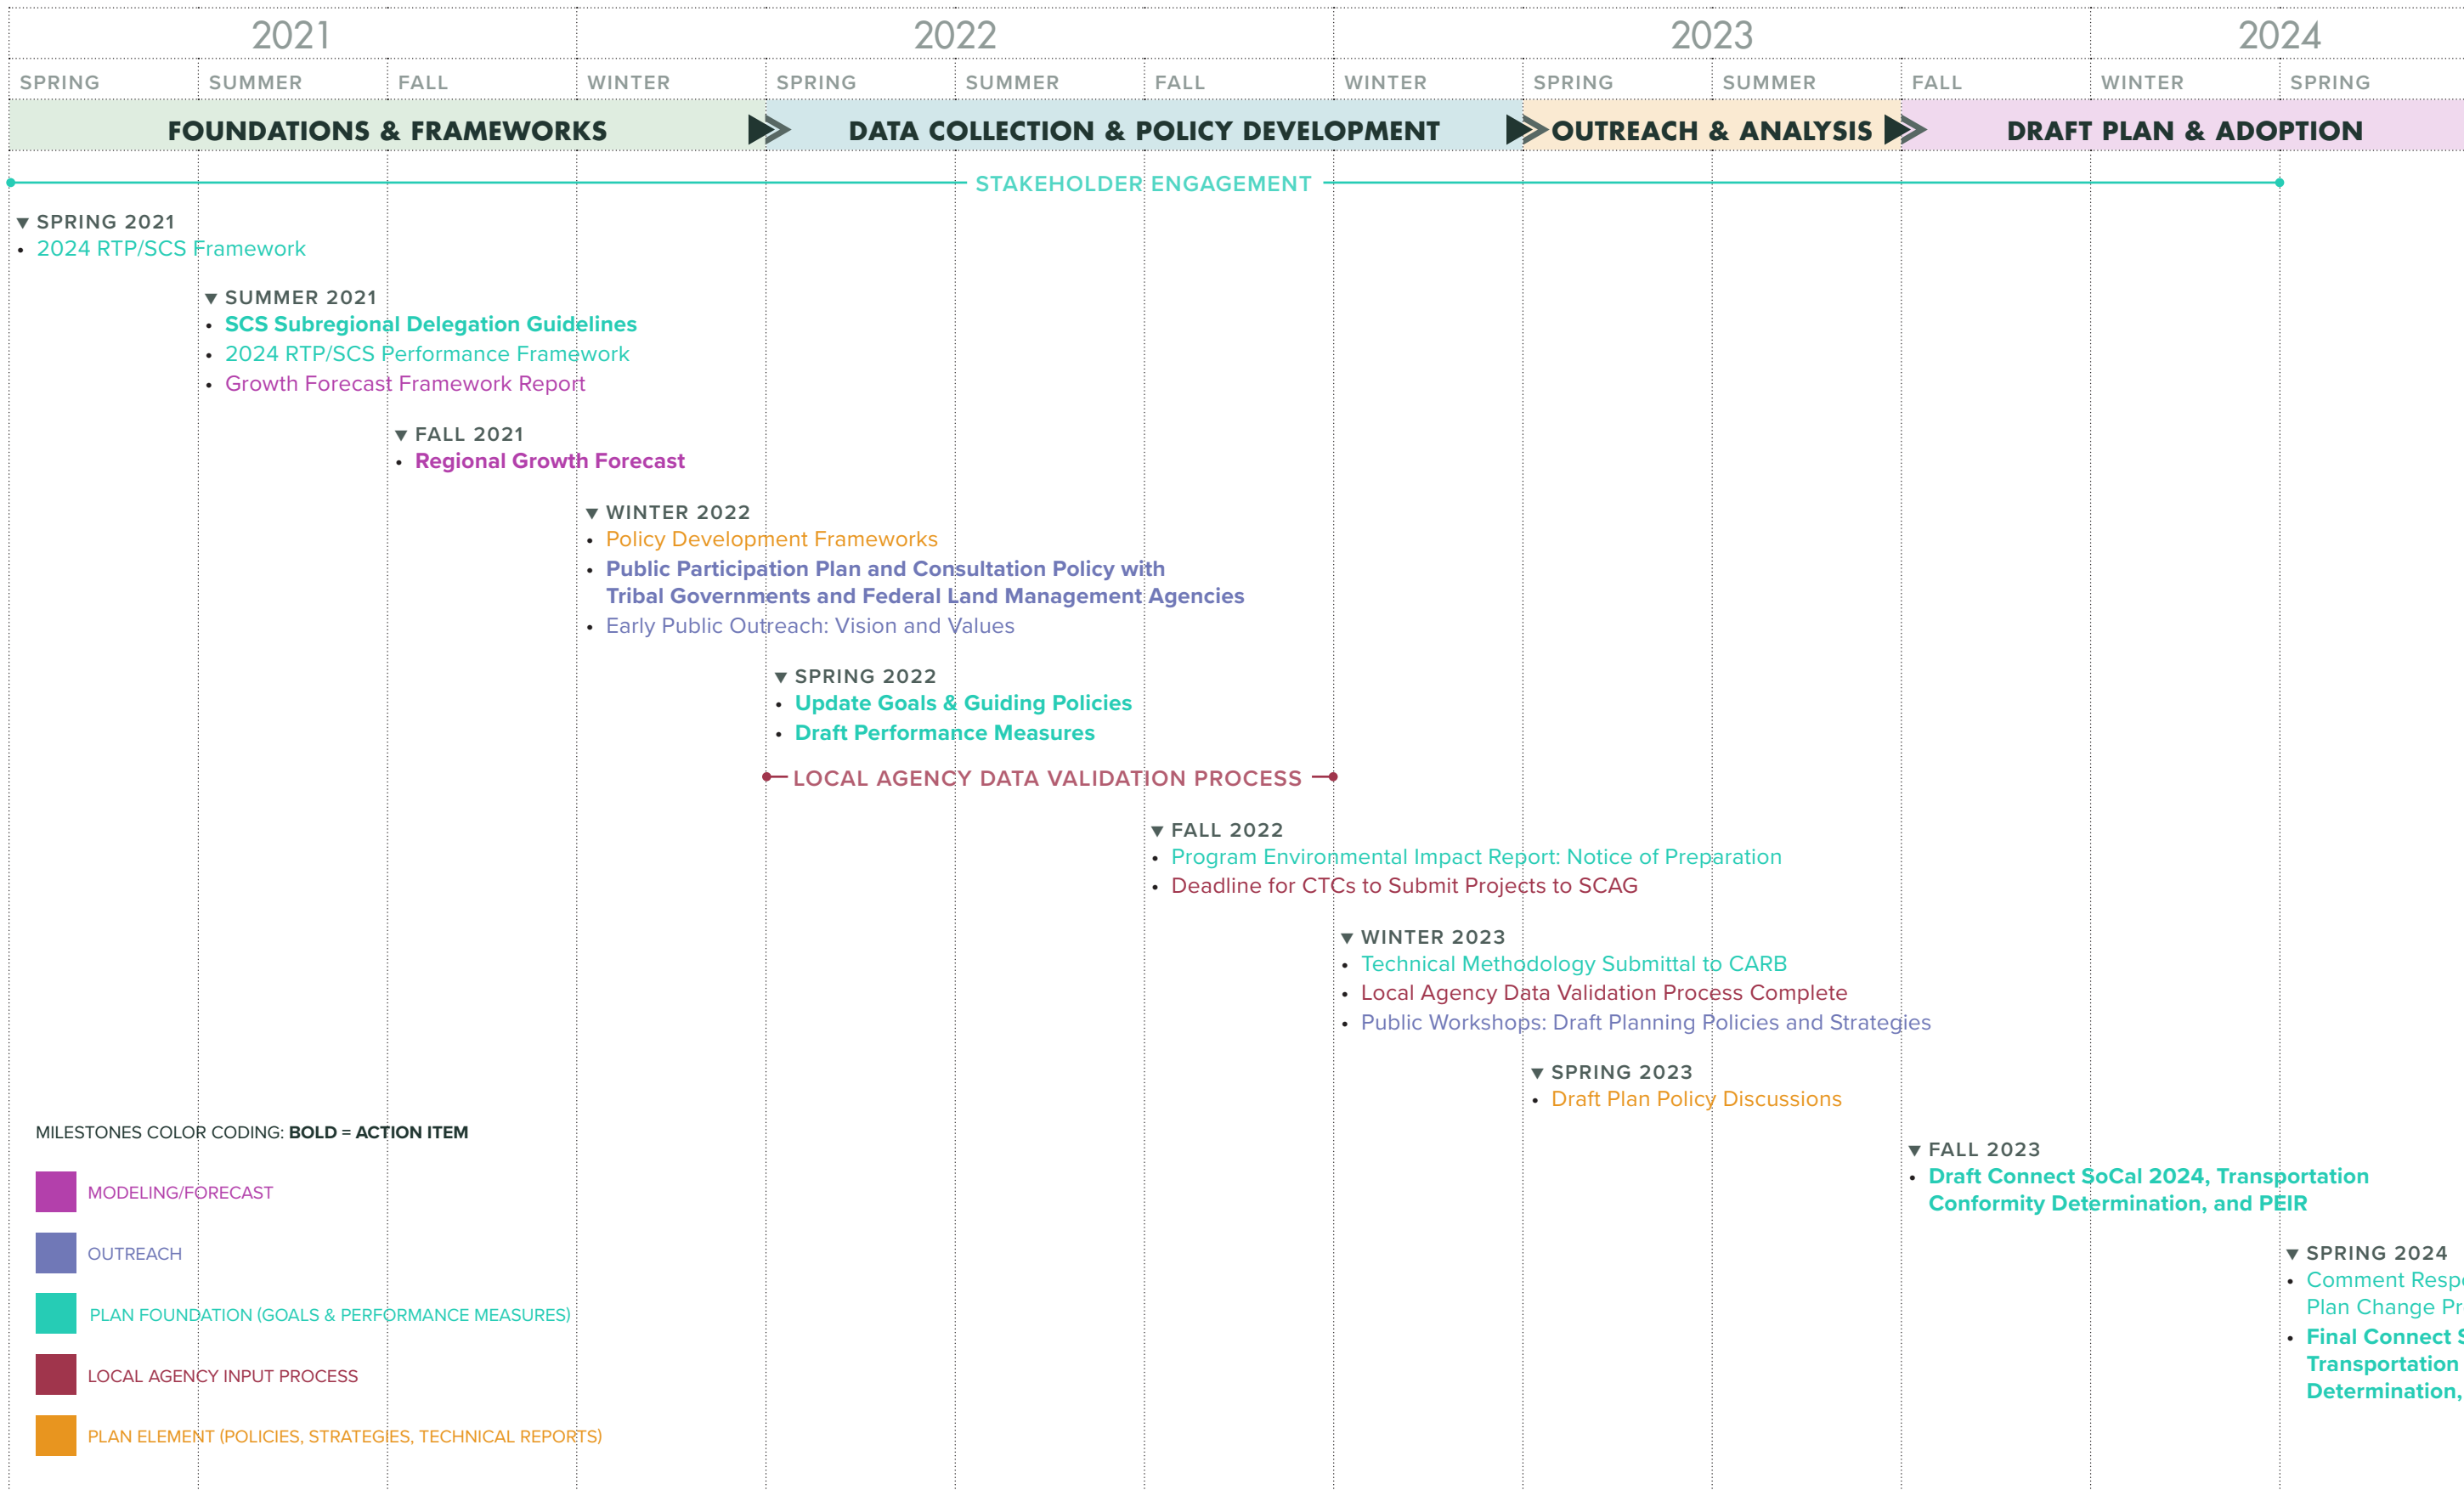 2021 2022 2023 2024
SPRING SUMMER FALL WINTER SPRING SUMMER FALL WINTER SPRING SUMMER FALL WINTER SPRING
FOUNDATIONS & FRAMEWORKS DATA COLLECTION & POLICY DEVELOPMENT OUTREACH & ANALYSIS DRAFT PLAN & ADOPTION
STAKEHOLDER ENGAGEMENT
▼ SPRING 2021
• 2024 RTP/SCS Framework
▼ SUMMER 2021
• SCS Subregional Delegation Guidelines
• 2024 RTP/SCS Performance Framework
• Growth Forecast Framework Report
▼ FALL 2021
• Regional Growth Forecast
▼ WINTER 2022
• Policy Development Frameworks
• Public Participation Plan and Consultation Policy with
Tribal Governments and Federal Land Management Agencies
• Early Public Outreach: Vision and Values
▼ SPRING 2022
• Update Goals & Guiding Policies
• Draft Performance Measures
LOCAL AGENCY DATA VALIDATION PROCESS
▼ FALL 2022
• Program Environmental Impact Report: Notice of Preparation
• Deadline for CTCs to Submit Projects to SCAG
▼ WINTER 2023
• Technical Methodology Submittal to CARB
• Local Agency Data Validation Process Complete
• Public Workshops: Draft Planning Policies and Strategies
▼ SPRING 2023
• Draft Plan Policy Discussions
▼ FALL 2023
• Draft Connect SoCal 2024, Transportation
Conformity Determination, and PEIR
▼ SPRING 2024
• Comment
Plan Change
• Final Connect
Transportation
Determination,
MILESTONES COLOR CODING: BOLD = ACTION ITEM
MODELING/FORECAST
OUTREACH
PLAN FOUNDATION (GOALS & PERFORMANCE MEASURES)
LOCAL AGENCY INPUT PROCESS
PLAN ELEMENT (POLICIES, STRATEGIES, TECHNICAL REPORTS)